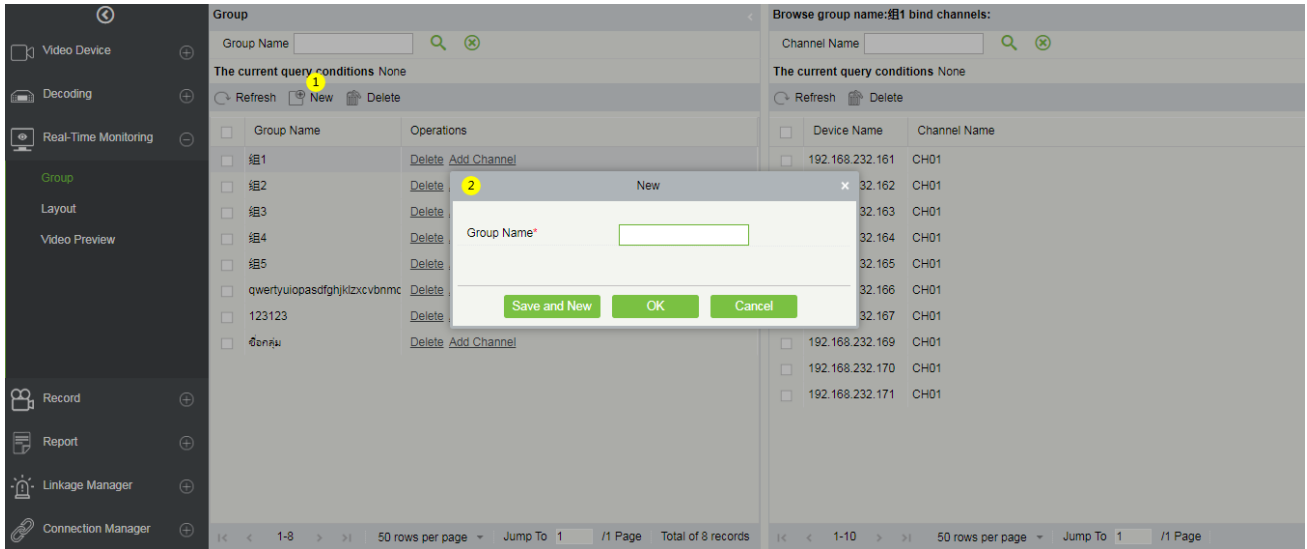 Video Device
Decoding
Real-Time Monitoring
Group
Layout
Video Preview
Record
Report
Linkage Manager
Connection Manager
Group
Group Name
The current query conditions None
1
Refresh New Delete
Group Name Operations
组1 Delete Add Channel
组2 Delete
组3 Delete
组4 Delete
组5 Delete
qwertyuiopasdfghjklzxcvbnmc Delete
123123 Delete
ชื่อกลุ่ม Delete Add Channel
1-8 50 rows per page Jump To 1 /1 Page Total of 8 records
2 New
Group Name*
Save and New OK Cancel
Browse group name:组1 bind channels:
Channel Name
The current query conditions None
Refresh Delete
Device Name Channel Name
192.168.232.161 CH01
32.162 CH01
32.163 CH01
32.164 CH01
32.165 CH01
32.166 CH01
32.167 CH01
192.168.232.169 CH01
192.168.232.170 CH01
192.168.232.171 CH01
1-10 50 rows per page Jump To 1 /1 Page